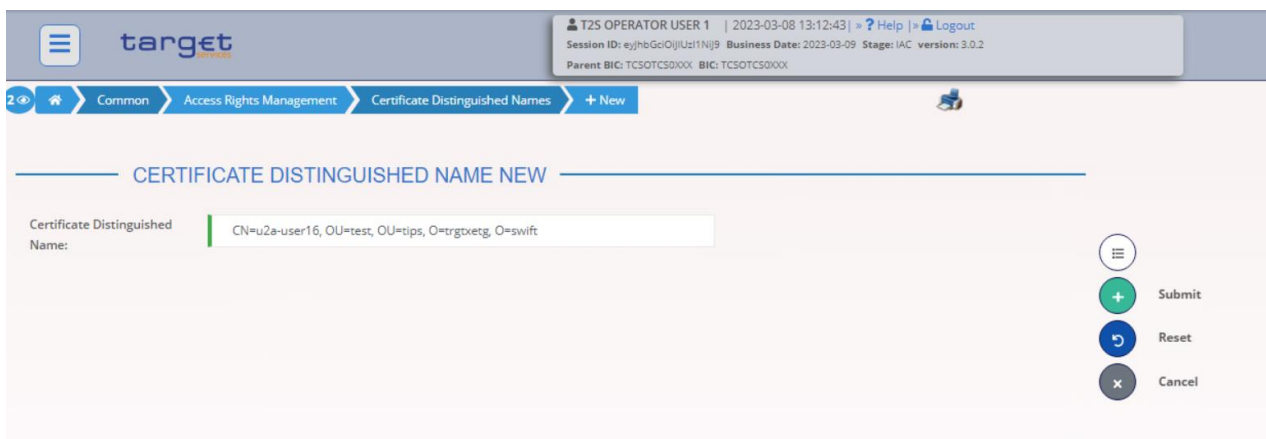 target
services
T2S OPERATOR USER 1 | 2023-03-08 13:12:43| » ? Help |» Logout
Session ID: eyJhbGciOiJIUzI1NiJ9 Business Date: 2023-03-09 Stage: IAC version: 3.0.2
Parent BIC: TCSOTCS0XXX BIC: TCSOTCS0XXX
2 Common Access Rights Management Certificate Distinguished Names + New
CERTIFICATE DISTINGUISHED NAME NEW
Certificate Distinguished
Name:
CN=u2a-user16, OU=test, OU=tips, O=trgtxetg, O=swift
Submit
Reset
Cancel